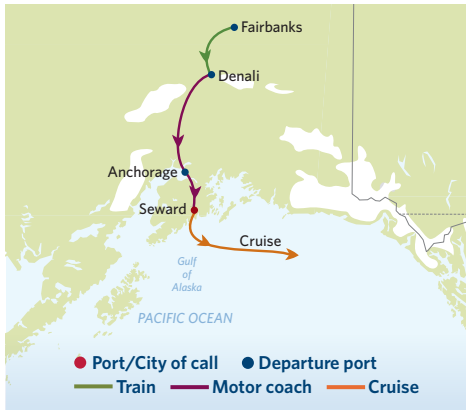 Fairbanks
Denali
Anchorage
Seward
Cruise
Gulf
of
Alaska
PACIFIC OCEAN
Port/City of call Departure port
Train Motor coach Cruise